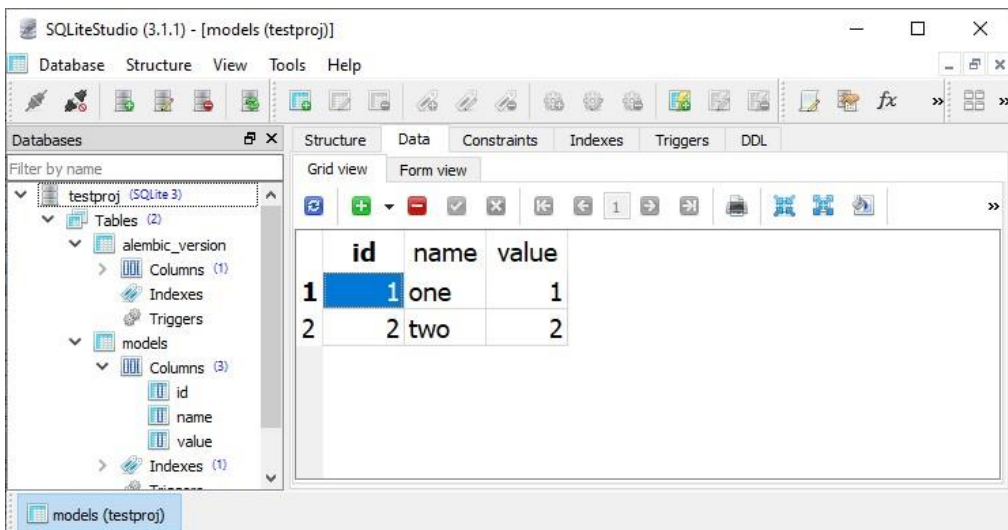 SQLiteStudio (3.1.1) - [models (testproj)]
Database Structure View Tools Help
fx
Databases
Filter by name
testproj (SQLite 3)
Tables (2)
alembic_version
Columns (1)
Indexes
Triggers
models
Columns (3)
id
name
value
Indexes (1)
Triggers
Structure Data Constraints Indexes Triggers DDL
Grid view Form view
1
id name value
1 1 one 1
2 2 two 2
models (testproj)